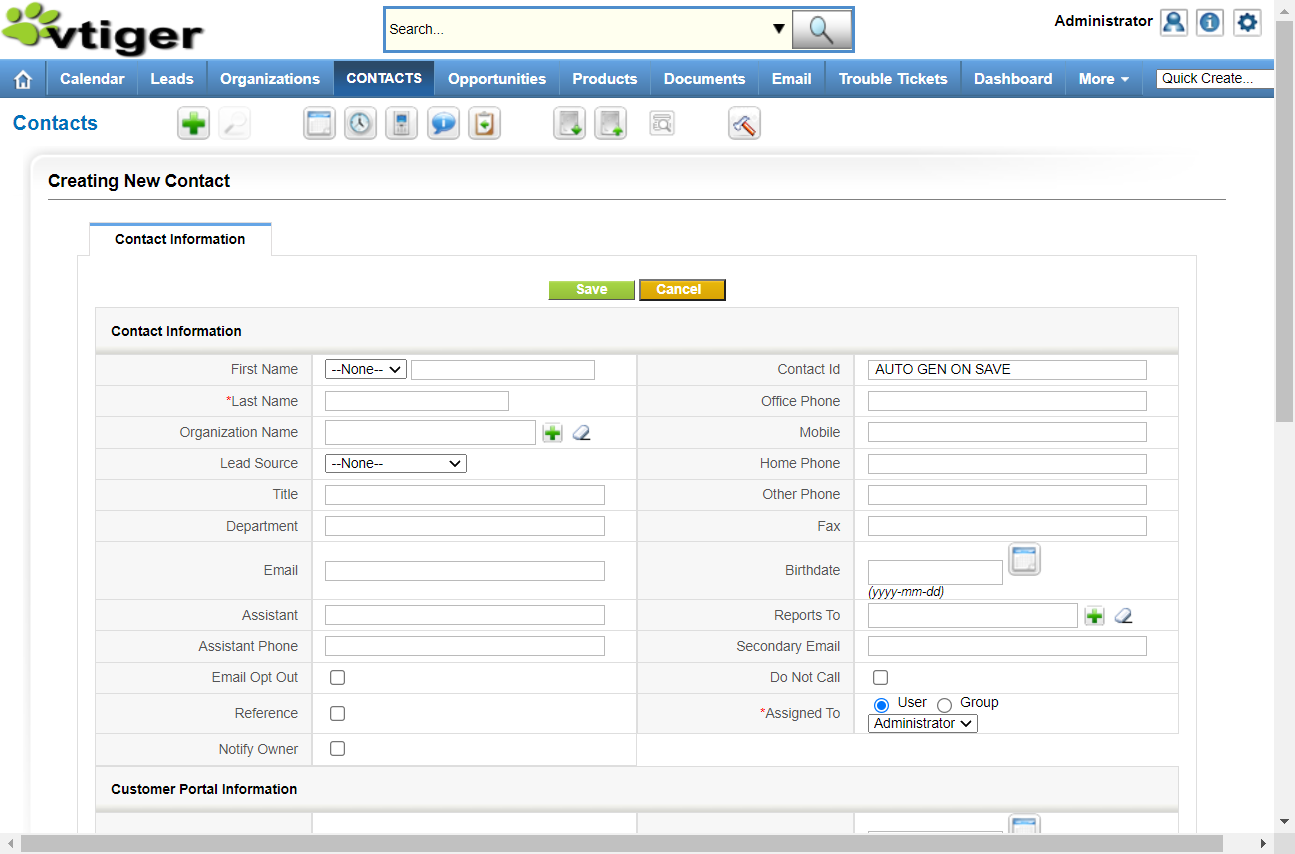 vtiger
Search...
Administrator
Calendar Leads Organizations CONTACTS Opportunities Products Documents Email Trouble Tickets Dashboard More Quick Create...
Contacts
Creating New Contact
Contact Information
Save Cancel
Contact Information
First Name --None-- Contact Id AUTO GEN ON SAVE
*Last Name Office Phone
Organization Name Mobile
Lead Source --None-- Home Phone
Title Other Phone
Department Fax
Email Birthdate
(yyyy-mm-dd)
Assistant Reports To
Assistant Phone Secondary Email
Email Opt Out Do Not Call
Reference *Assigned To User Group
Administrator
Notify Owner
Customer Portal Information